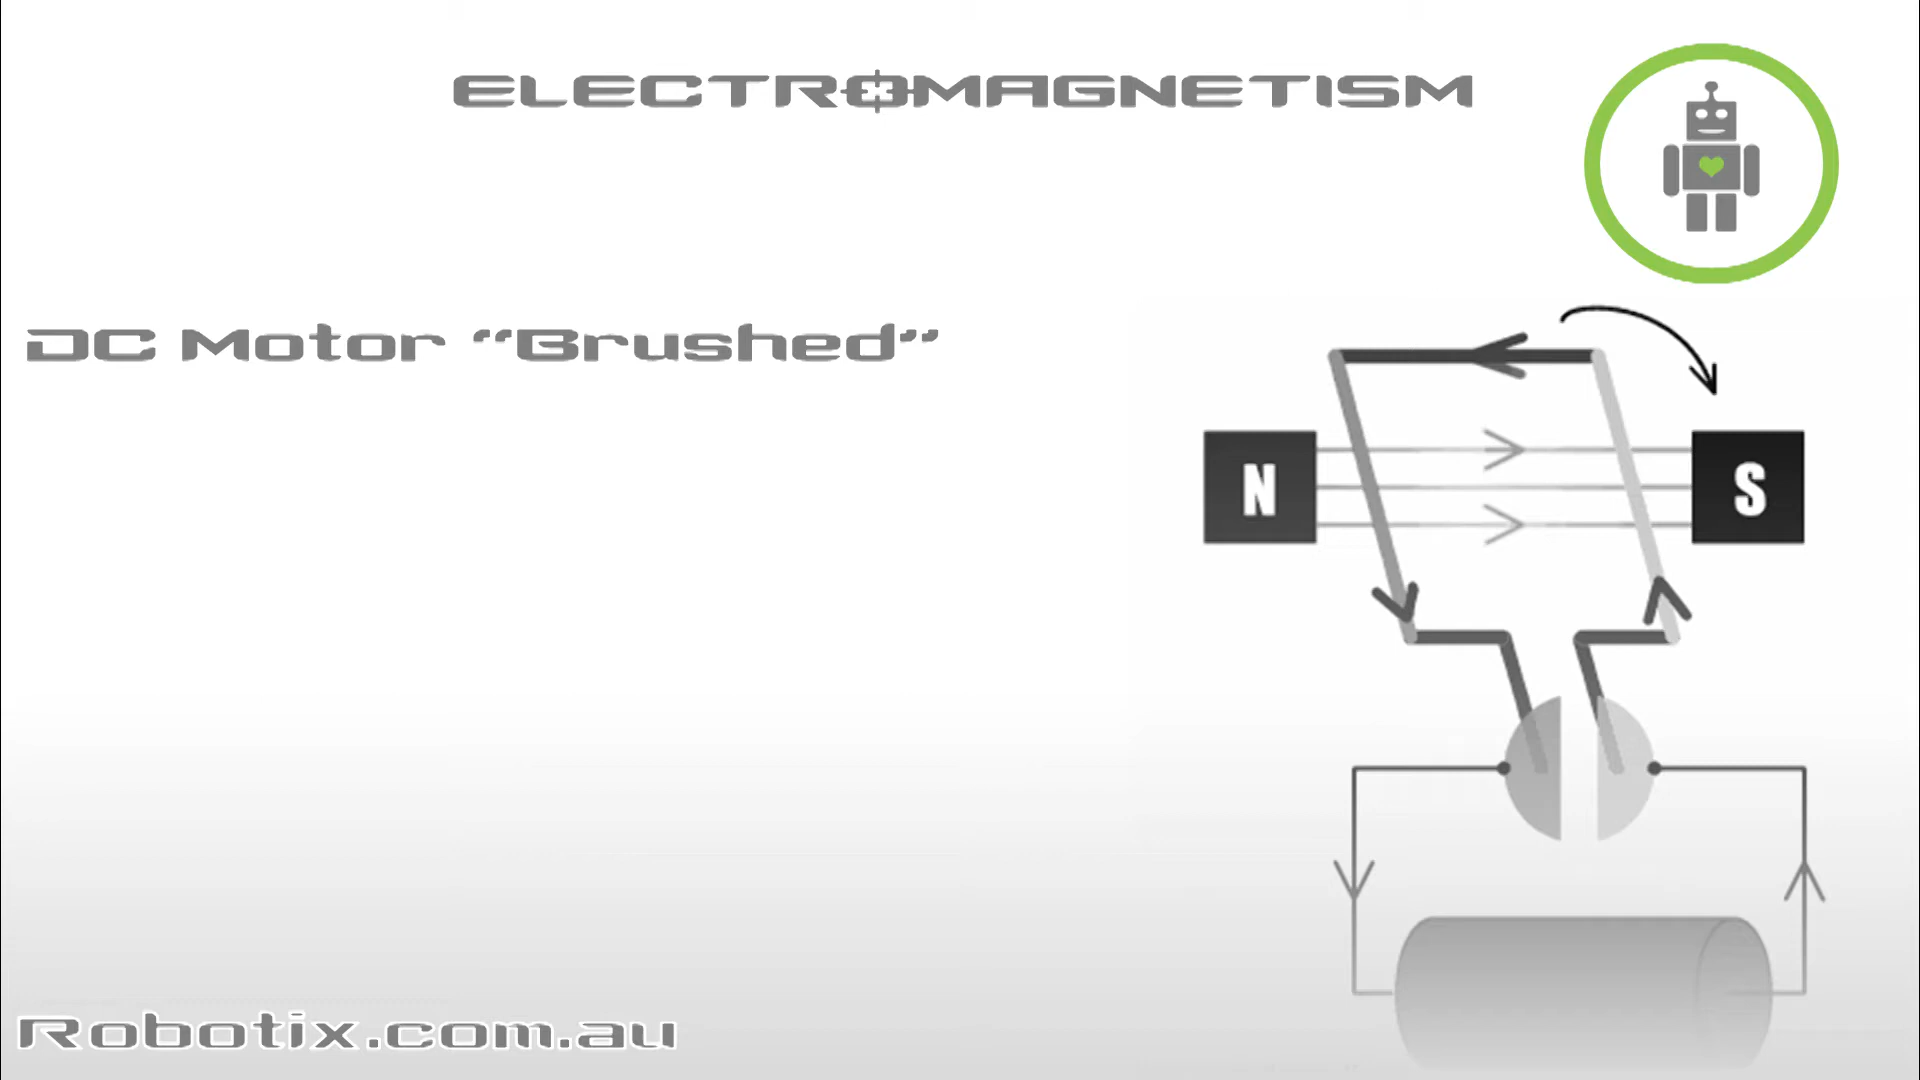 ELECTROMAGNETISM
DC Motor “Brushed”
N
S
Robotix.com.au